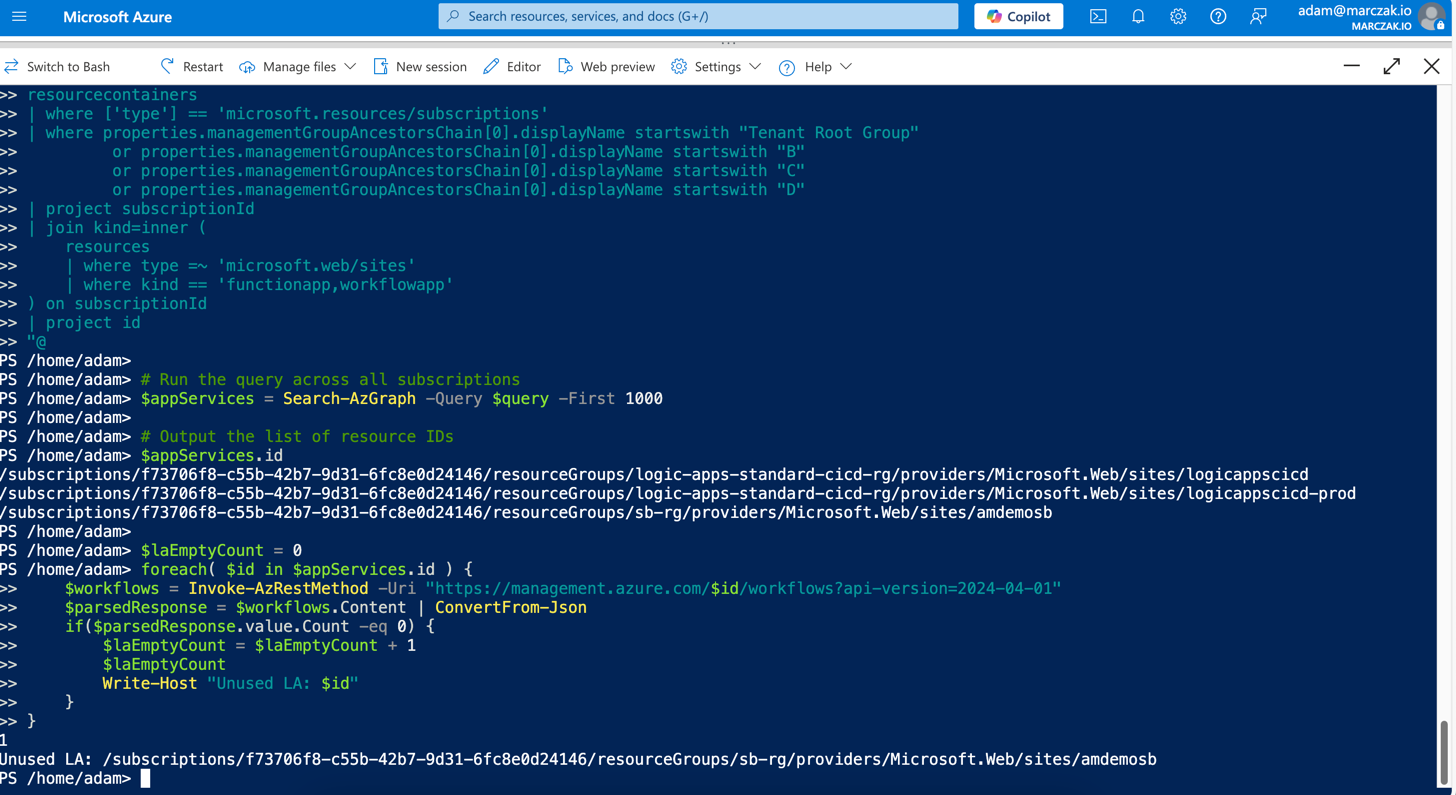 Microsoft Azure
Search resources, services, and docs (G+/)
Copilot
adam@marczak.io
MARCZAK.IO
Switch to Bash Restart Manage files New session Editor Web preview Settings Help
>> resourcecontainers
>> | where ['type'] == 'microsoft.resources/subscriptions'
>> | where properties.managementGroupAncestorsChain[0].displayName startswith "Tenant Root Group"
>>          or properties.managementGroupAncestorsChain[0].displayName startswith "B"
>>          or properties.managementGroupAncestorsChain[0].displayName startswith "C"
>>          or properties.managementGroupAncestorsChain[0].displayName startswith "D"
>> | project subscriptionId
>> | join kind=inner (
>>     resources
>>     | where type =~ 'microsoft.web/sites'
>>     | where kind == 'functionapp,workflowapp'
>> ) on subscriptionId
>> | project id
>> "@
PS /home/adam>
PS /home/adam> # Run the query across all subscriptions
PS /home/adam> $appServices = Search-AzGraph -Query $query -First 1000
PS /home/adam>
PS /home/adam> # Output the list of resource IDs
PS /home/adam> $appServices.id
/subscriptions/f73706f8-c55b-42b7-9d31-6fc8e0d24146/resourceGroups/logic-apps-standard-cicd-rg/providers/Microsoft.Web/sites/logicappscicd
/subscriptions/f73706f8-c55b-42b7-9d31-6fc8e0d24146/resourceGroups/logic-apps-standard-cicd-rg/providers/Microsoft.Web/sites/logicappscicd-prod
/subscriptions/f73706f8-c55b-42b7-9d31-6fc8e0d24146/resourceGroups/sb-rg/providers/Microsoft.Web/sites/amdemosb
PS /home/adam>
PS /home/adam> $laEmptyCount = 0
PS /home/adam> foreach( $id in $appServices.id ) {
>>     $workflows = Invoke-AzRestMethod -Uri "https://management.azure.com/$id/workflows?api-version=2024-04-01"
>>     $parsedResponse = $workflows.Content | ConvertFrom-Json
>>     if($parsedResponse.value.Count -eq 0) {
>>         $laEmptyCount = $laEmptyCount + 1
>>         $laEmptyCount
>>         Write-Host "Unused LA: $id"
>>     }
>> }
1
Unused LA: /subscriptions/f73706f8-c55b-42b7-9d31-6fc8e0d24146/resourceGroups/sb-rg/providers/Microsoft.Web/sites/amdemosb
PS /home/adam>